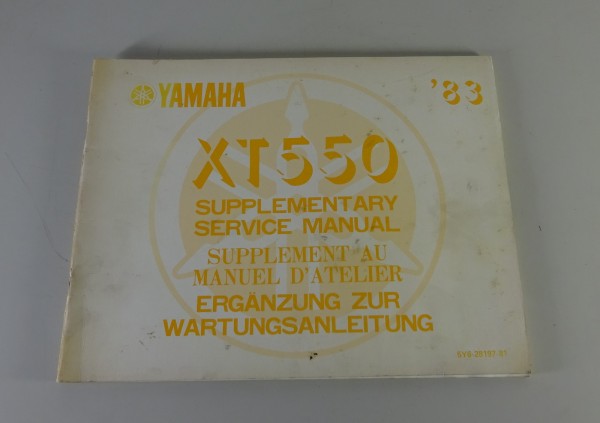 YAMAHA '83
XT550
SUPPLEMENTARY
SERVICE MANUAL
SUPPLEMENT AU
MANUEL D'ATELIER
ERGÄNZUNG ZUR
WARTUNGSANLEITUNG